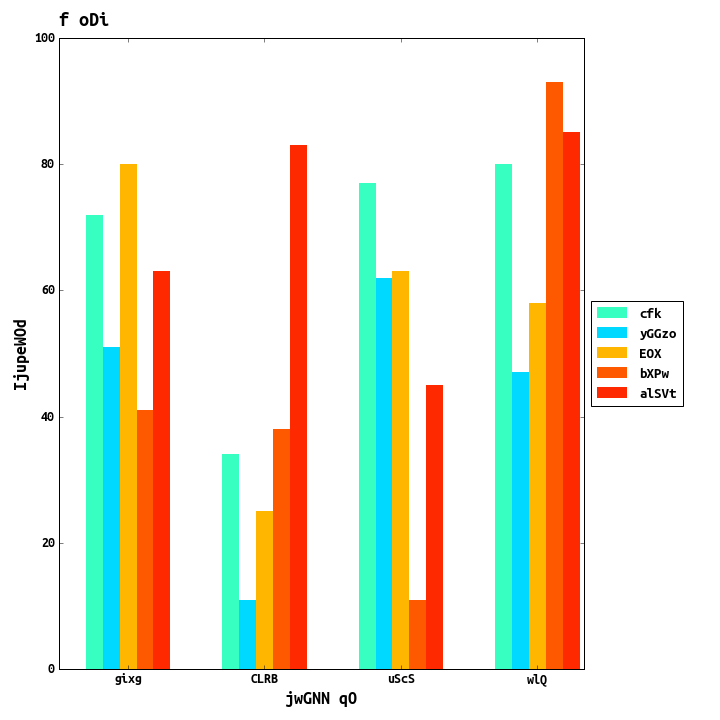 f oDi
100
80
60
40
20
0
IjupeWOd
gixg CLRB uScS wlQ
jwGNN qO
cfk
yGGzo
EOX
bXPw
alSVt